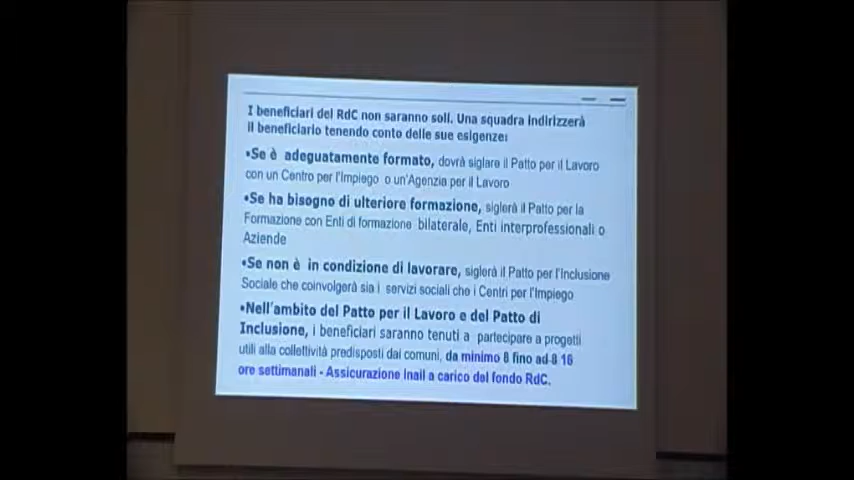 I beneficiari del RdC non saranno soli. Una squadra indirizzerà
il beneficiario tenendo conto delle sue esigenze:
•Se è adeguatamente formato, dovrà siglare il Patto per il Lavoro
con un Centro per l'Impiego o un'Agenzia per il Lavoro
•Se ha bisogno di ulteriore formazione, siglerà il Patto per la
Formazione con Enti di formazione bilaterale, Enti interprofessionali o
Aziende
•Se non è in condizione di lavorare, siglerà il Patto per l'Inclusione
Sociale che coinvolgerà sia i servizi sociali che i Centri per l'Impiego
•Nell'ambito del Patto per il Lavoro e del Patto di
Inclusione, i beneficiari saranno tenuti a partecipare a progetti
utili alla collettività predisposti dai comuni, da minimo 8 fino ad 8 16
ore settimanali - Assicurazione Inail a carico del fondo RdC.